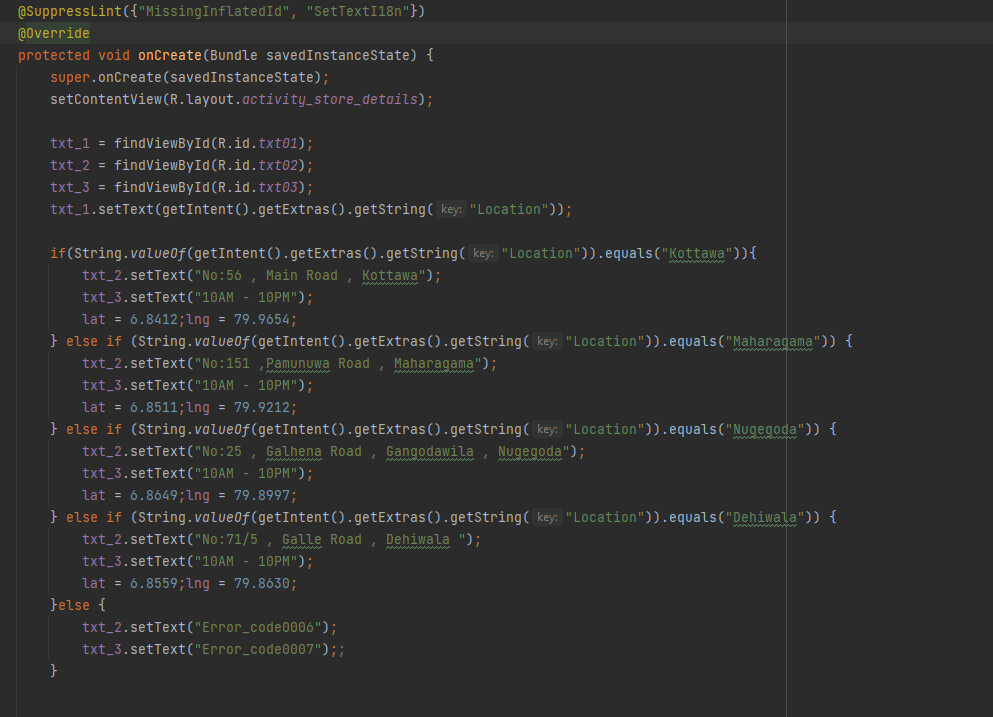 @SuppressLint({"MissingInflatedId", "SetTextI18n"})
@Override
protected void onCreate(Bundle savedInstanceState) {
    super.onCreate(savedInstanceState);
    setContentView(R.layout.activity_store_details);

    txt_1 = findViewById(R.id.txt01);
    txt_2 = findViewById(R.id.txt02);
    txt_3 = findViewById(R.id.txt03);
    txt_1.setText(getIntent().getExtras().getString( key: "Location"));

    if(String.valueOf(getIntent().getExtras().getString( key: "Location")).equals("Kottawa")){
        txt_2.setText("No:56 , Main Road , Kottawa");
        txt_3.setText("10AM - 10PM");
        lat = 6.8412;lng = 79.9654;
    } else if (String.valueOf(getIntent().getExtras().getString( key: "Location")).equals("Maharagama")) {
        txt_2.setText("No:151 ,Pamunuwa Road , Maharagama");
        txt_3.setText("10AM - 10PM");
        lat = 6.8511;lng = 79.9212;
    } else if (String.valueOf(getIntent().getExtras().getString( key: "Location")).equals("Nugegoda")) {
        txt_2.setText("No:25 , Galhena Road , Gangodawila , Nugegoda");
        txt_3.setText("10AM - 10PM");
        lat = 6.8649;lng = 79.8997;
    } else if (String.valueOf(getIntent().getExtras().getString( key: "Location")).equals("Dehiwala")) {
        txt_2.setText("No:71/5 , Galle Road , Dehiwala ");
        txt_3.setText("10AM - 10PM");
        lat = 6.8559;lng = 79.8630;
    }else {
        txt_2.setText("Error_code0006");
        txt_3.setText("Error_code0007");;
    }